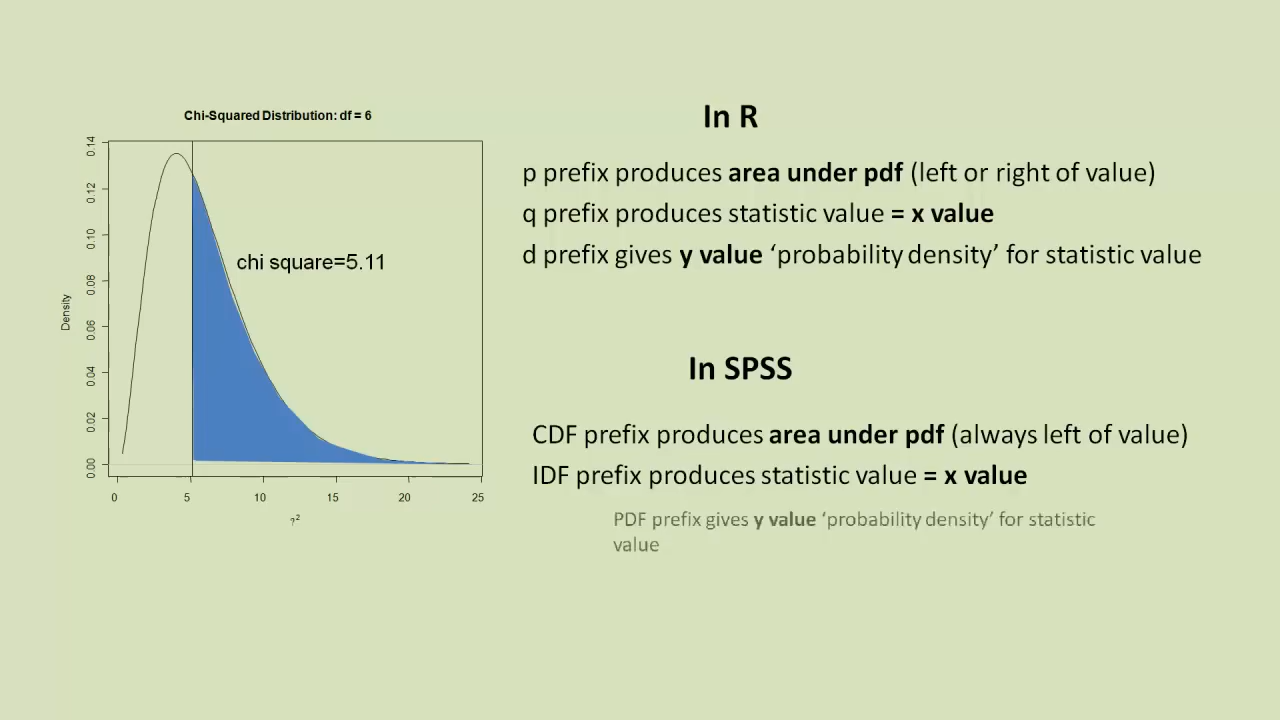 Chi-Squared Distribution: df = 6
0.14
0.12
0.10
0.08
0.06
0.04
0.02
0.00
Density
chi square=5.11
0 5 10 15 20 25
?²
In R
p prefix produces area under pdf (left or right of value)
q prefix produces statistic value = x value
d prefix gives y value ‘probability density’ for statistic value
In SPSS
CDF prefix produces area under pdf (always left of value)
IDF prefix produces statistic value = x value
PDF prefix gives y value ‘probability density’ for statistic
value